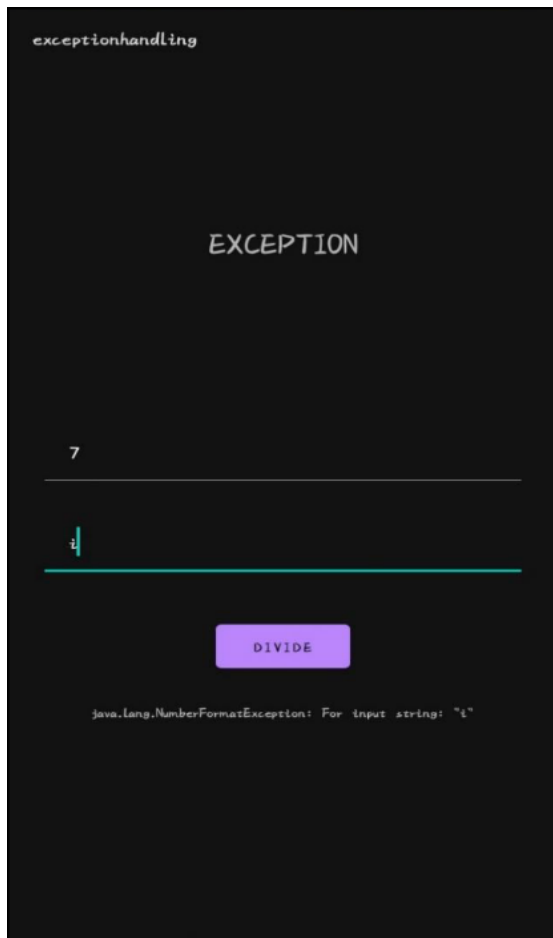 exceptionhandling
EXCEPTION
7
i
DIVIDE
java.lang.NumberFormatException: For input string: "i"